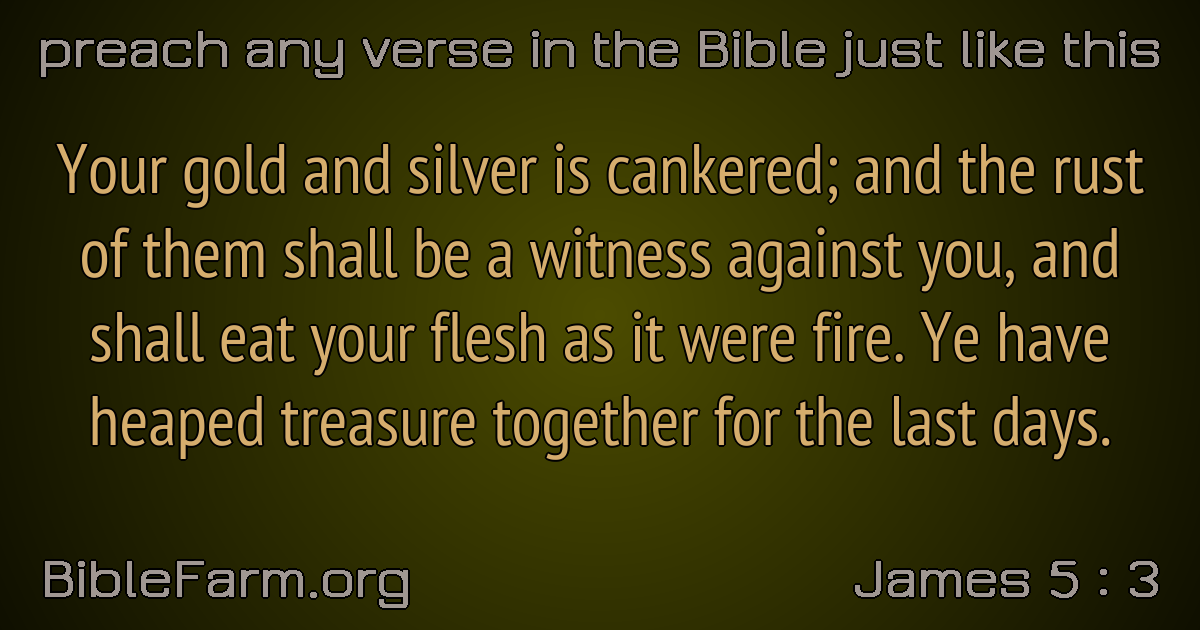 preach any verse in the Bible just like this
Your gold and silver is cankered; and the rust
of them shall be a witness against you, and
shall eat your flesh as it were fire. Ye have
heaped treasure together for the last days.
BibleFarm.org
James 5 : 3